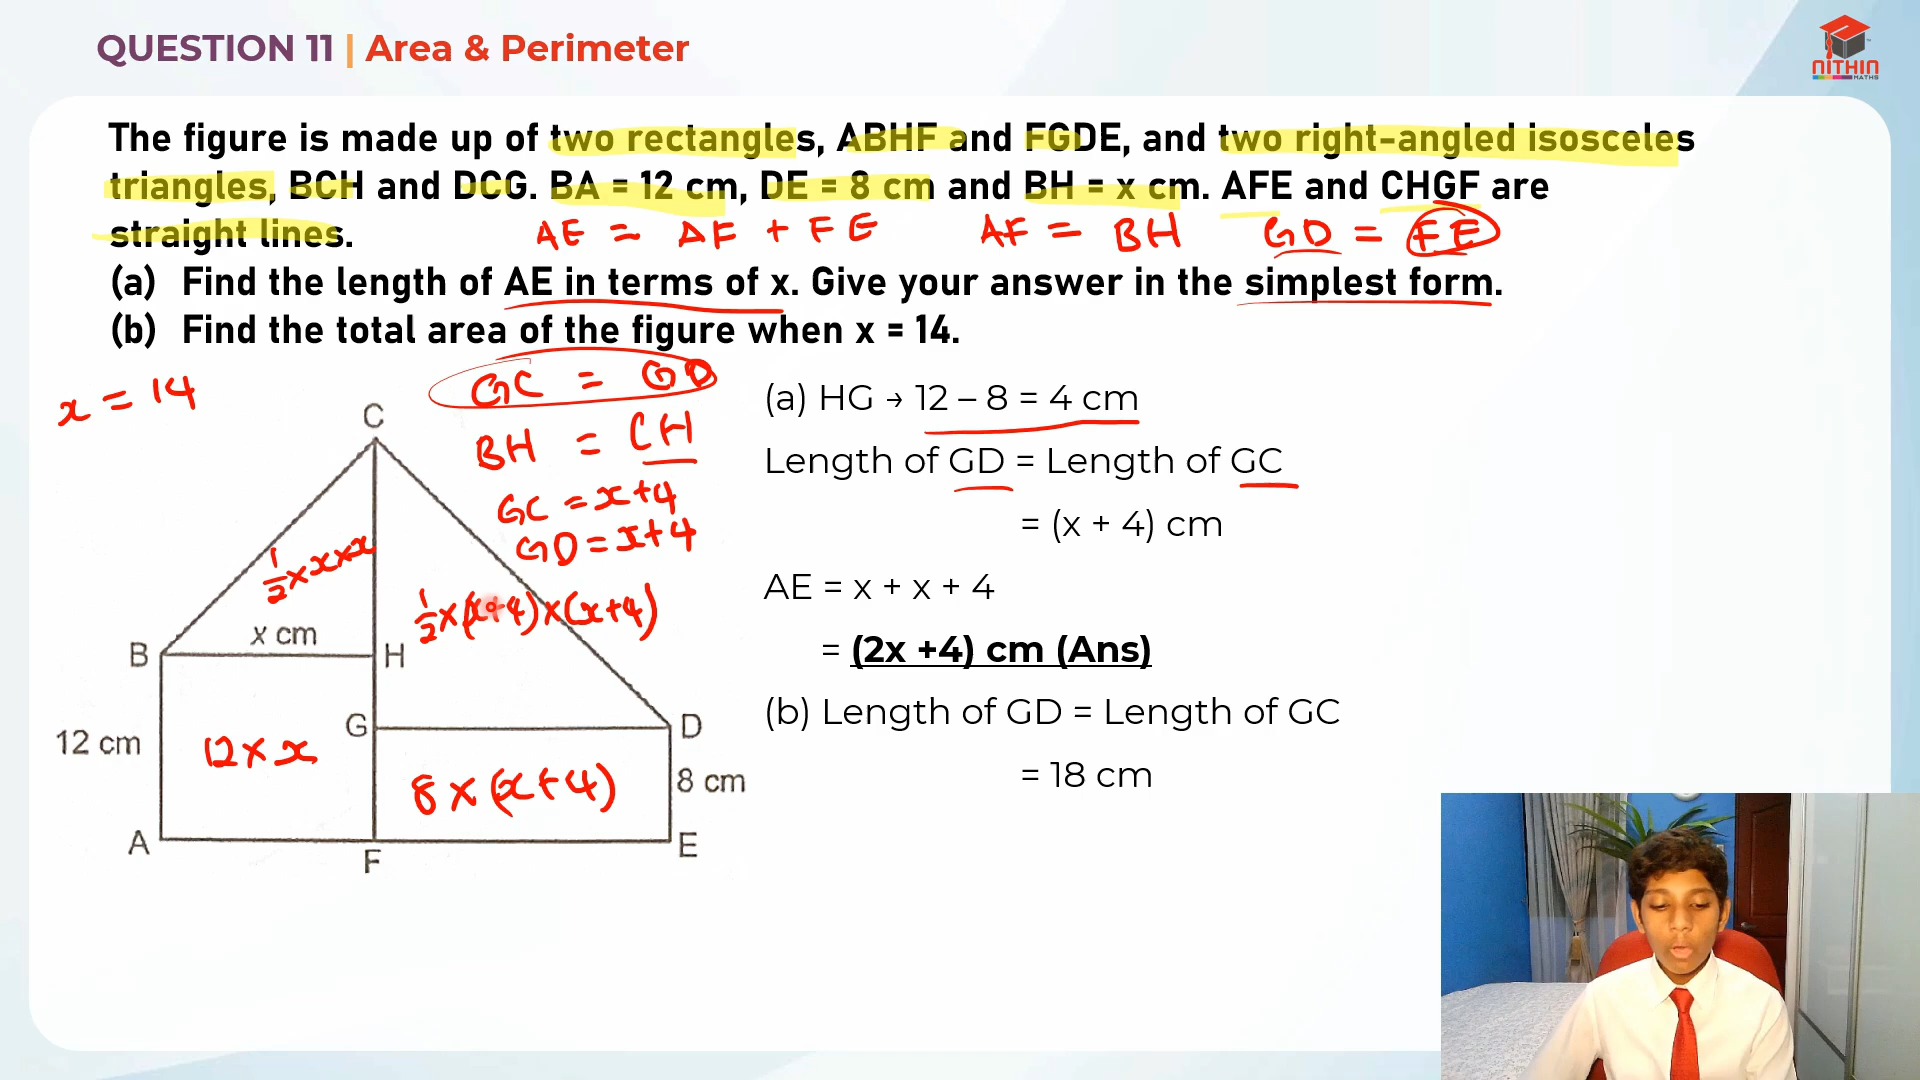 QUESTION 11 | Area & Perimeter
NITHIN
MATHS
The figure is made up of two rectangles, ABHF and FGDE, and two right-angled isosceles
triangles, BCH and DCG. BA = 12 cm, DE = 8 cm and BH = x cm. AFE and CHGF are
straight lines.
AE = AF + FE AF = BH GD = FE
(a) Find the length of AE in terms of x. Give your answer in the simplest form.
(b) Find the total area of the figure when x = 14.
x = 14
GC = GD
BH = CH
GC = x+4
GD = x+4
C
1/2 × x × x
1/2 × (x+4) × (x+4)
x cm
B
H
G
D
12 cm
12 × x
8 × (x+4)
8 cm
A
F
E
(a) HG → 12 – 8 = 4 cm
Length of GD = Length of GC
= (x + 4) cm
AE = x + x + 4
= (2x +4) cm (Ans)
(b) Length of GD = Length of GC
= 18 cm